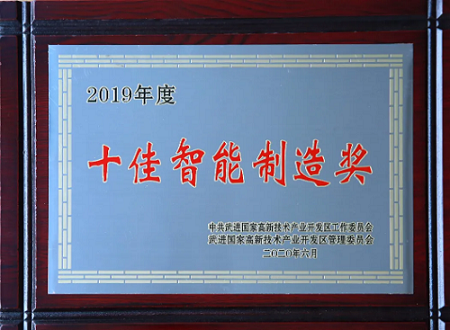 2019年度
十佳智能制造奖
中共武进国家高新技术产业开发区工作委员会
武进国家高新技术产业开发区管理委员会
二〇二〇年六月